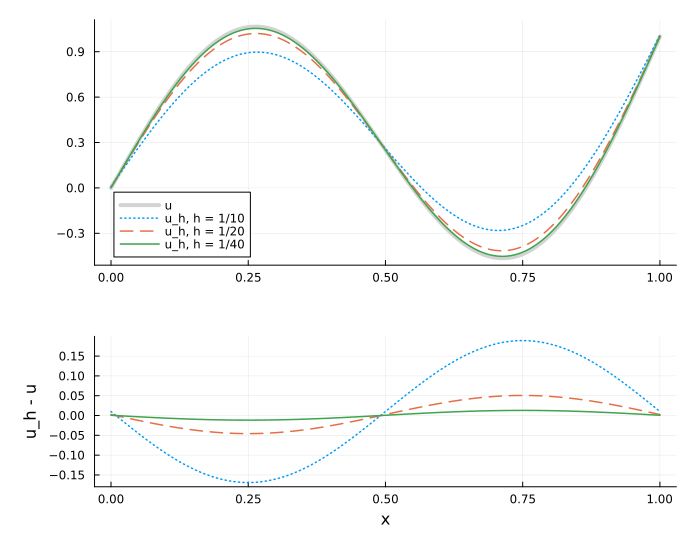 0.9
0.6
0.3
0.0
−0.3
u
u_h, h = 1/10
u_h, h = 1/20
u_h, h = 1/40
0.00 0.25 0.50 0.75 1.00
0.15
0.10
0.05
0.00
−0.05
−0.10
−0.15
u_h - u
0.00 0.25 0.50 0.75 1.00
x